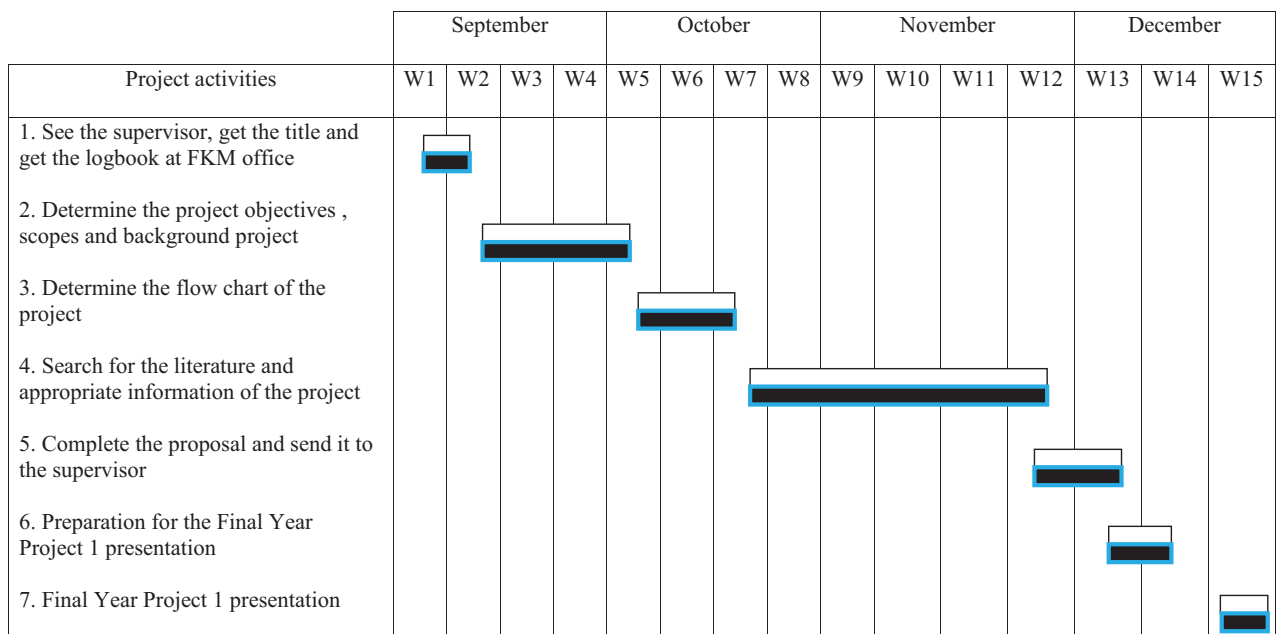 September October November December
Project activities W1 W2 W3 W4 W5 W6 W7 W8 W9 W10 W11 W12 W13 W14 W15
1. See the supervisor, get the title and
get the logbook at FKM office
2. Determine the project objectives ,
scopes and background project
3. Determine the flow chart of the
project
4. Search for the literature and
appropriate information of the project
5. Complete the proposal and send it to
the supervisor
6. Preparation for the Final Year
Project 1 presentation
7. Final Year Project 1 presentation